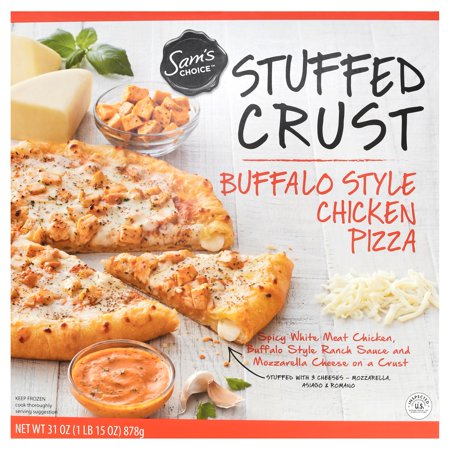 Sam's
CHOICE™
STUFFED
CRUST
BUFFALO STYLE
CHICKEN
PIZZA
Spicy White Meat Chicken,
Buffalo Style Ranch Sauce and
Mozzarella Cheese on a Crust
STUFFED WITH 3 CHEESES - MOZZARELLA,
ASIAGO & ROMANO
KEEP FROZEN
cook thoroughly
serving suggestion
NET WT 31 OZ (1 LB 15 OZ) 878g
INSPECTED
U.S.